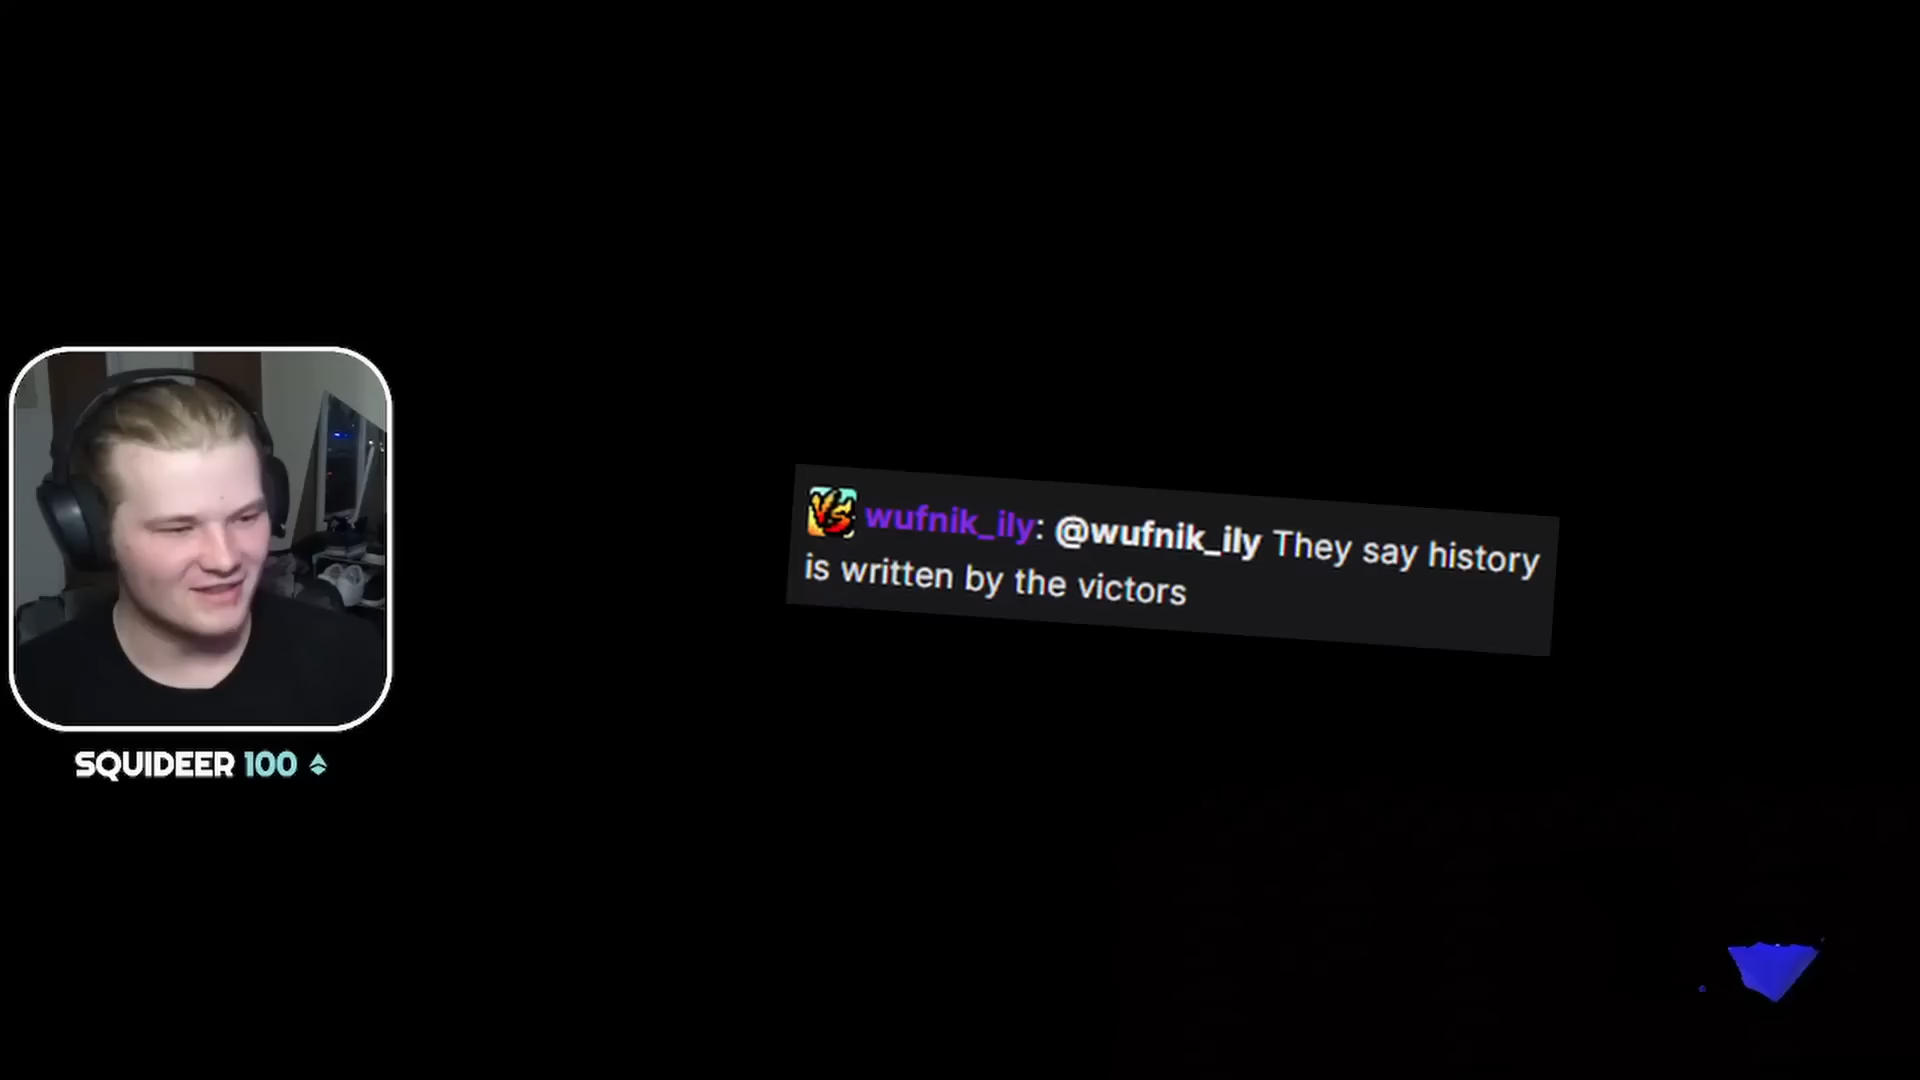 wufnik_ily: @wufnik_ily They say history
is written by the victors
SQUIDEER 100